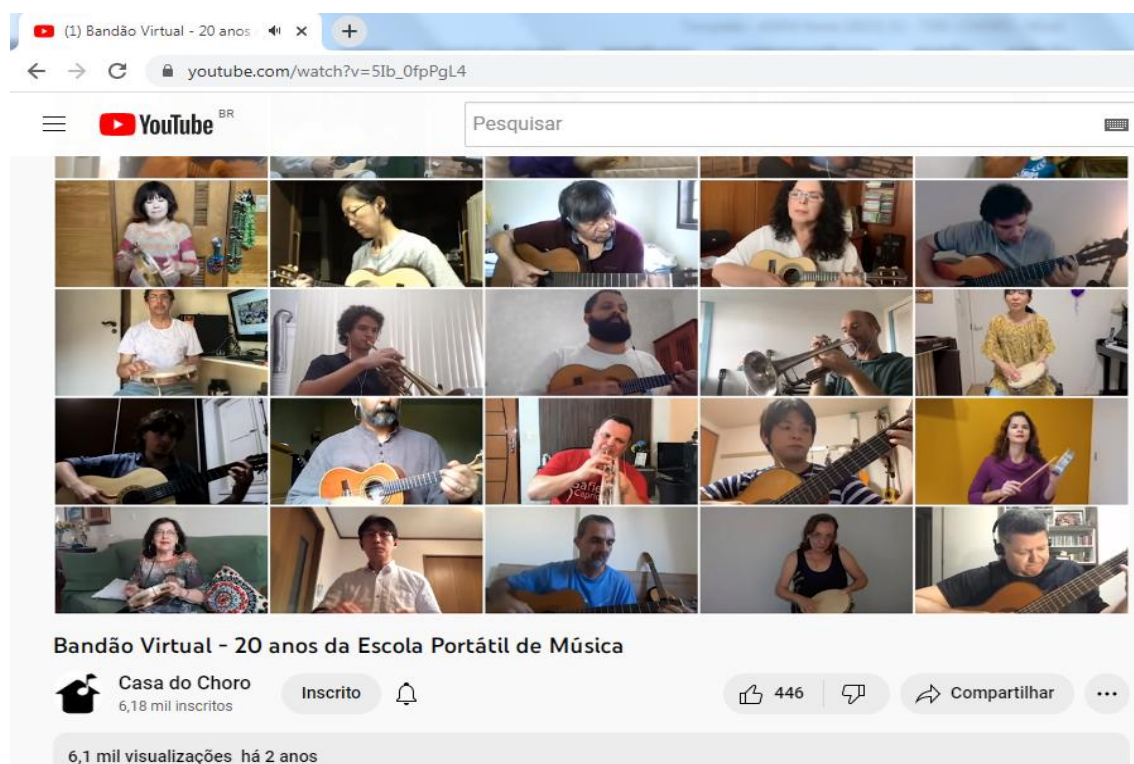 (1) Bandão Virtual - 20 anos
youtube.com/watch?v=5Ib_0fpPgL4
YouTube BR
Pesquisar
Bandão Virtual - 20 anos da Escola Portátil de Música
Casa do Choro
6,18 mil inscritos
Inscrito
446
Compartilhar
6,1 mil visualizações há 2 anos